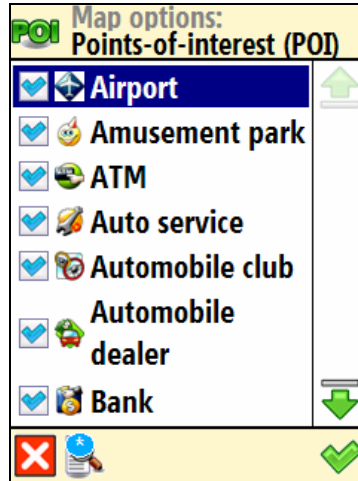 POI Map options:
Points-of-interest (POI)
Airport
Amusement park
ATM
Auto service
Automobile club
Automobile
dealer
Bank